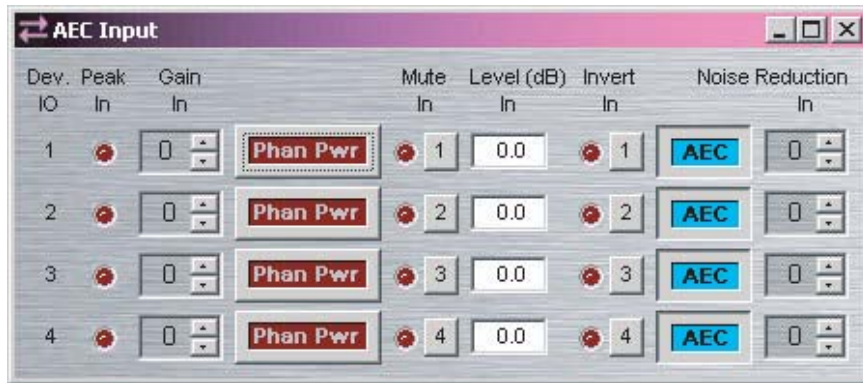 AEC Input
Dev. Peak Gain Mute Level (dB) Invert Noise Reduction
IO In In In In In In
1 0 Phan Pwr 1 0.0 1 AEC 0
2 0 Phan Pwr 2 0.0 2 AEC 0
3 0 Phan Pwr 3 0.0 3 AEC 0
4 0 Phan Pwr 4 0.0 4 AEC 0